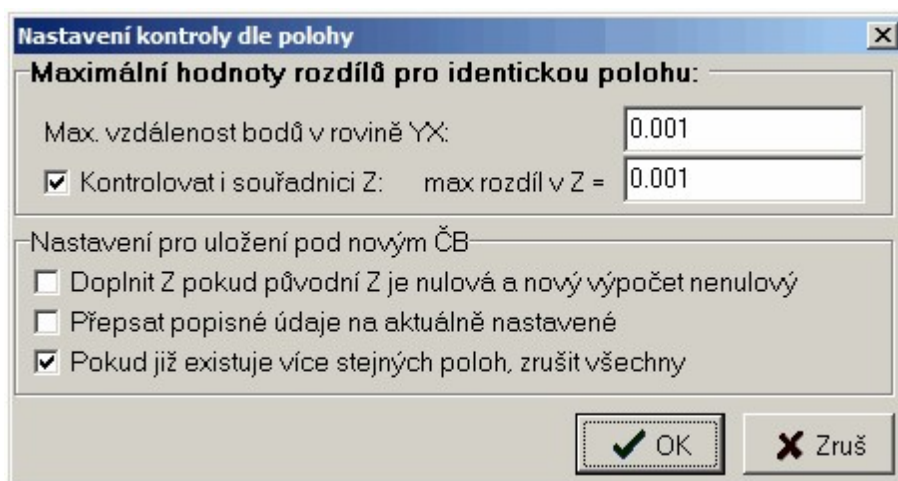 Nastavení kontroly dle polohy
Maximální hodnoty rozdílů pro identickou polohu:
Max. vzdálenost bodů v rovině YX: 0.001
Kontrolovat i souřadnici Z: max rozdíl v Z = 0.001
Nastavení pro uložení pod novým ČB
Doplnit Z pokud původní Z je nulová a nový výpočet nenulový
Přepsat popisné údaje na aktuálně nastavené
Pokud již existuje více stejných poloh, zrušit všechny
OK Zruš